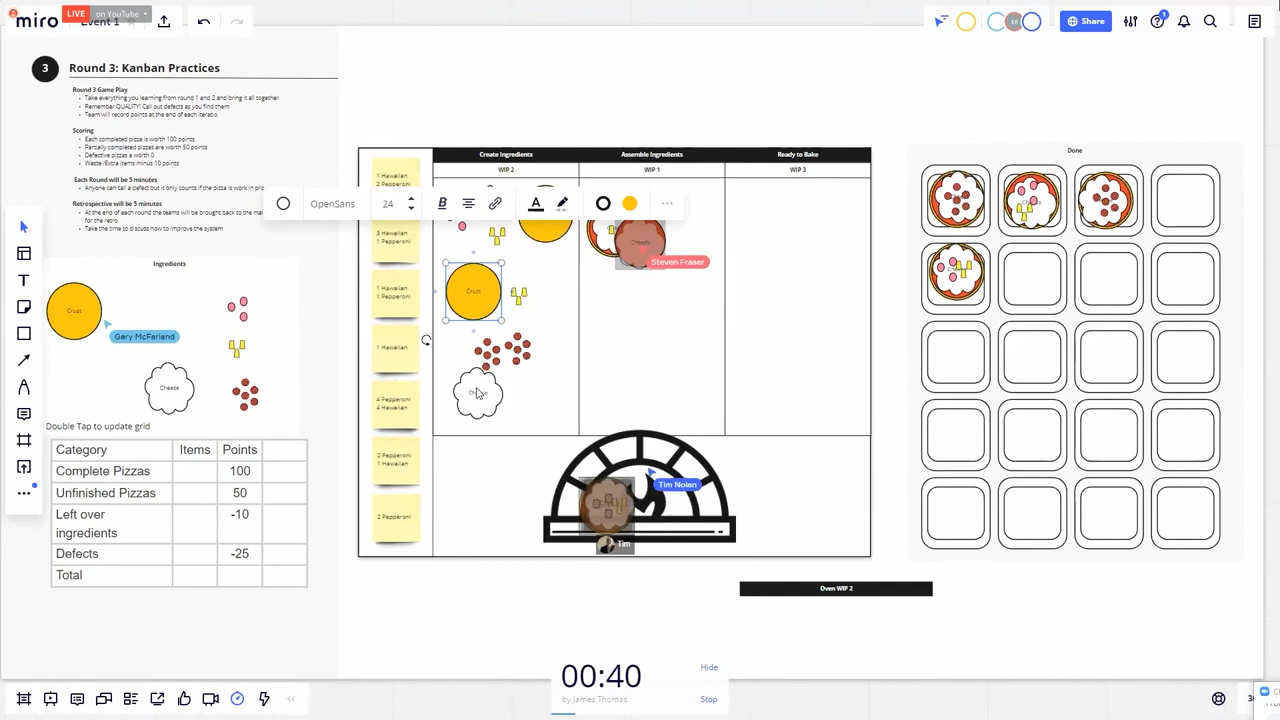 LIVE on YouTube
miro
Event 1
Share
1
sr
3
Round 3: Kanban Practices
Round 3 Game Play
Take everything you learning from round 1 and 2 and bring it all together
Remember QUALITY! Call out defects as you find them
Team will record points at the end of each iteratio
Scoring
Each completed pizza is worth 100 points
Partially completed pizzas are worth 50 points
Defective pizzas a worth 0
Waste /Extra items minus 10 points
Each Round will be 5 minutes
Anyone can call a defect but it only counts if the pizza is work in pro
Retrospective will be 5 minutes
At the end of each round the teams will be brought back to the mai
for the retro
Take the time to discuss how to improve the system
Ingredients
Crust
Gary McFarland
Cheese
Double Tap to update grid
Category Items Points
Complete Pizzas 100
Unfinished Pizzas 50
Left over ingredients -10
Defects -25
Total
OpenSans
24
B
A
Create Ingredients
Assemble Ingredients
Ready to Bake
WIP 2
WIP 1
WIP 3
1 Hawaiian
2 Pepperoni
3 Hawaiian
1 Pepperoni
1 Hawaiian
1 Pepperoni
1 Hawaiian
4 Pepperoni
4 Hawaiian
2 Pepperoni
1 Hawaiian
2 Pepperoni
Crust
Cheese
Steven Fraser
Tim Nolan
Tim
Oven WIP 2
Done
00:40
by James Thomas
Hide
Stop